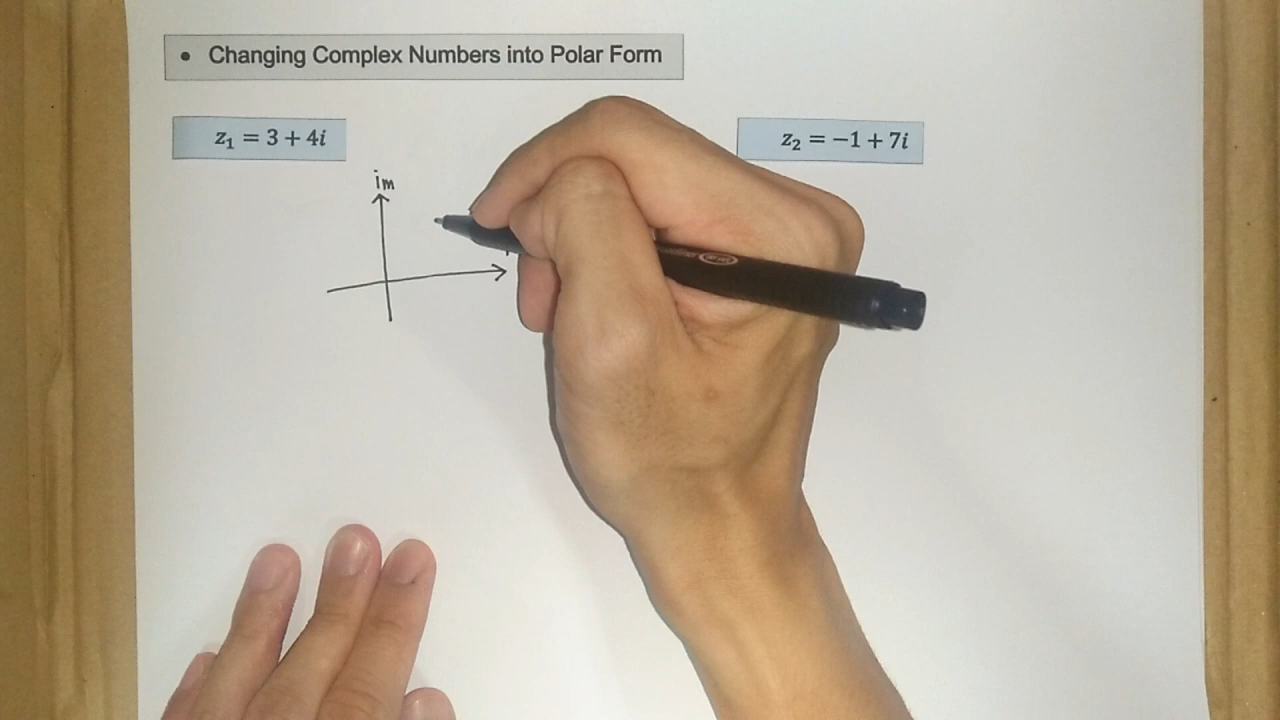 • Changing Complex Numbers into Polar Form
z₁ = 3 + 4i
z₂ = −1 + 7i
im